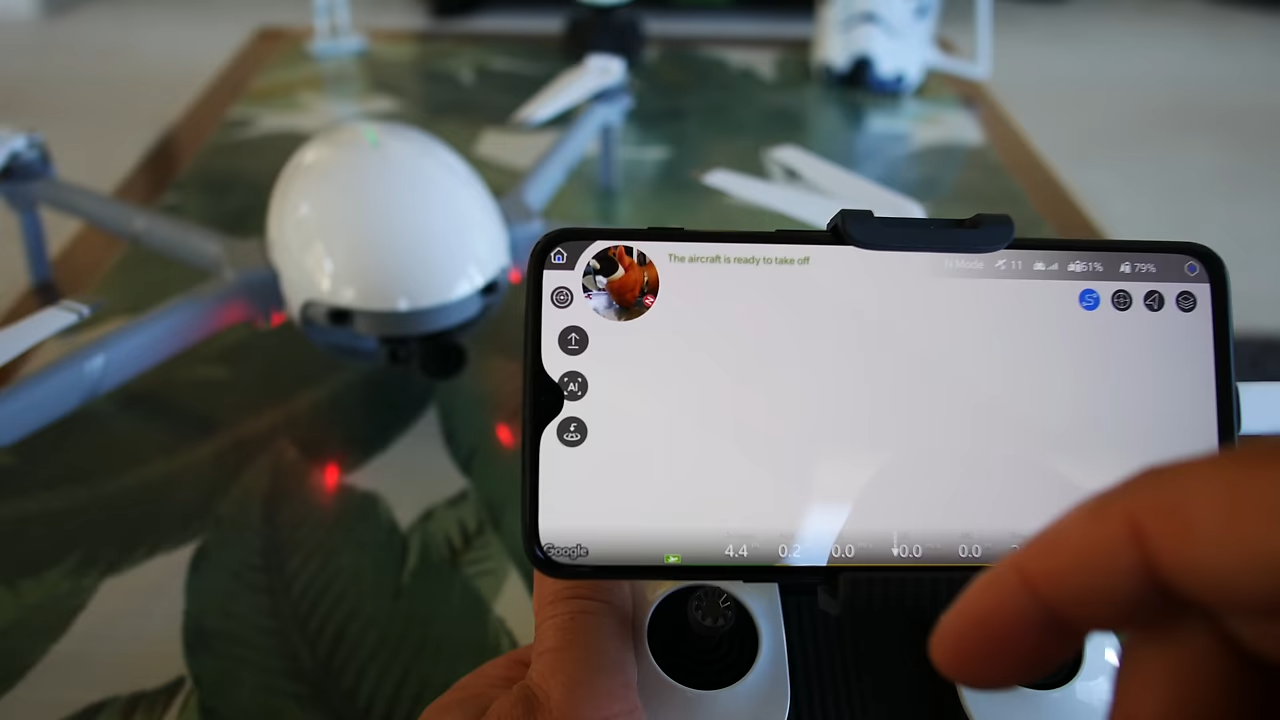 The aircraft is ready to take off
N Mode 11 61% 79%
N
AI
4.4 0.2 0.0 0.0 0.0
Google